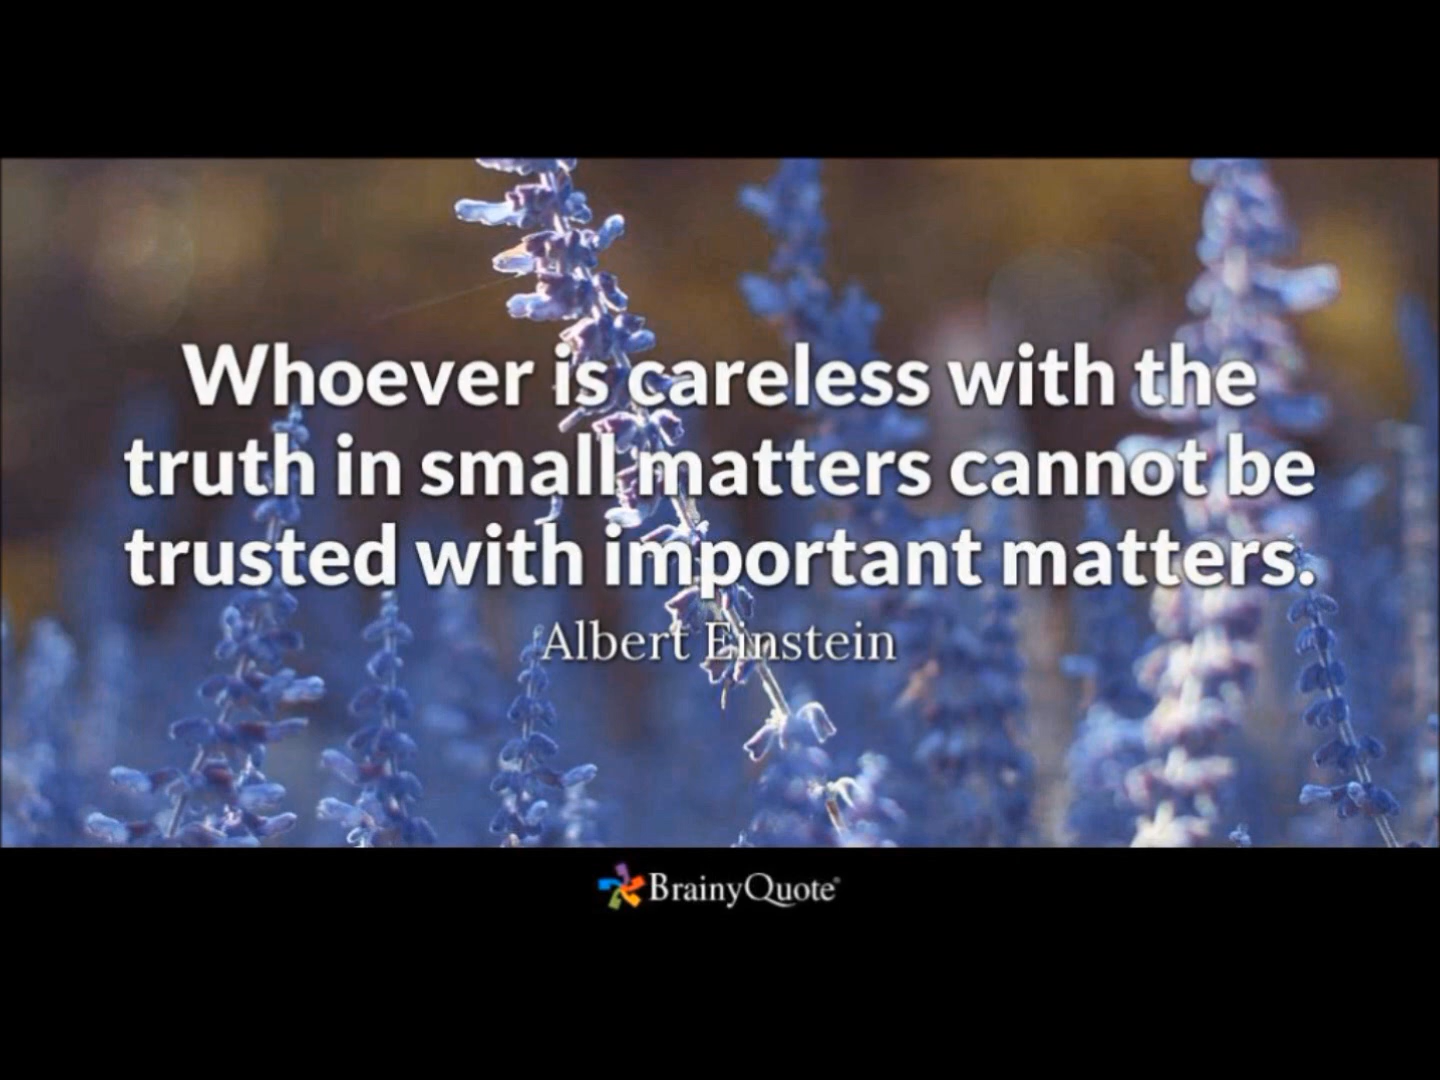 Whoever is careless with the
truth in small matters cannot be
trusted with important matters.
Albert Einstein
BrainyQuote®